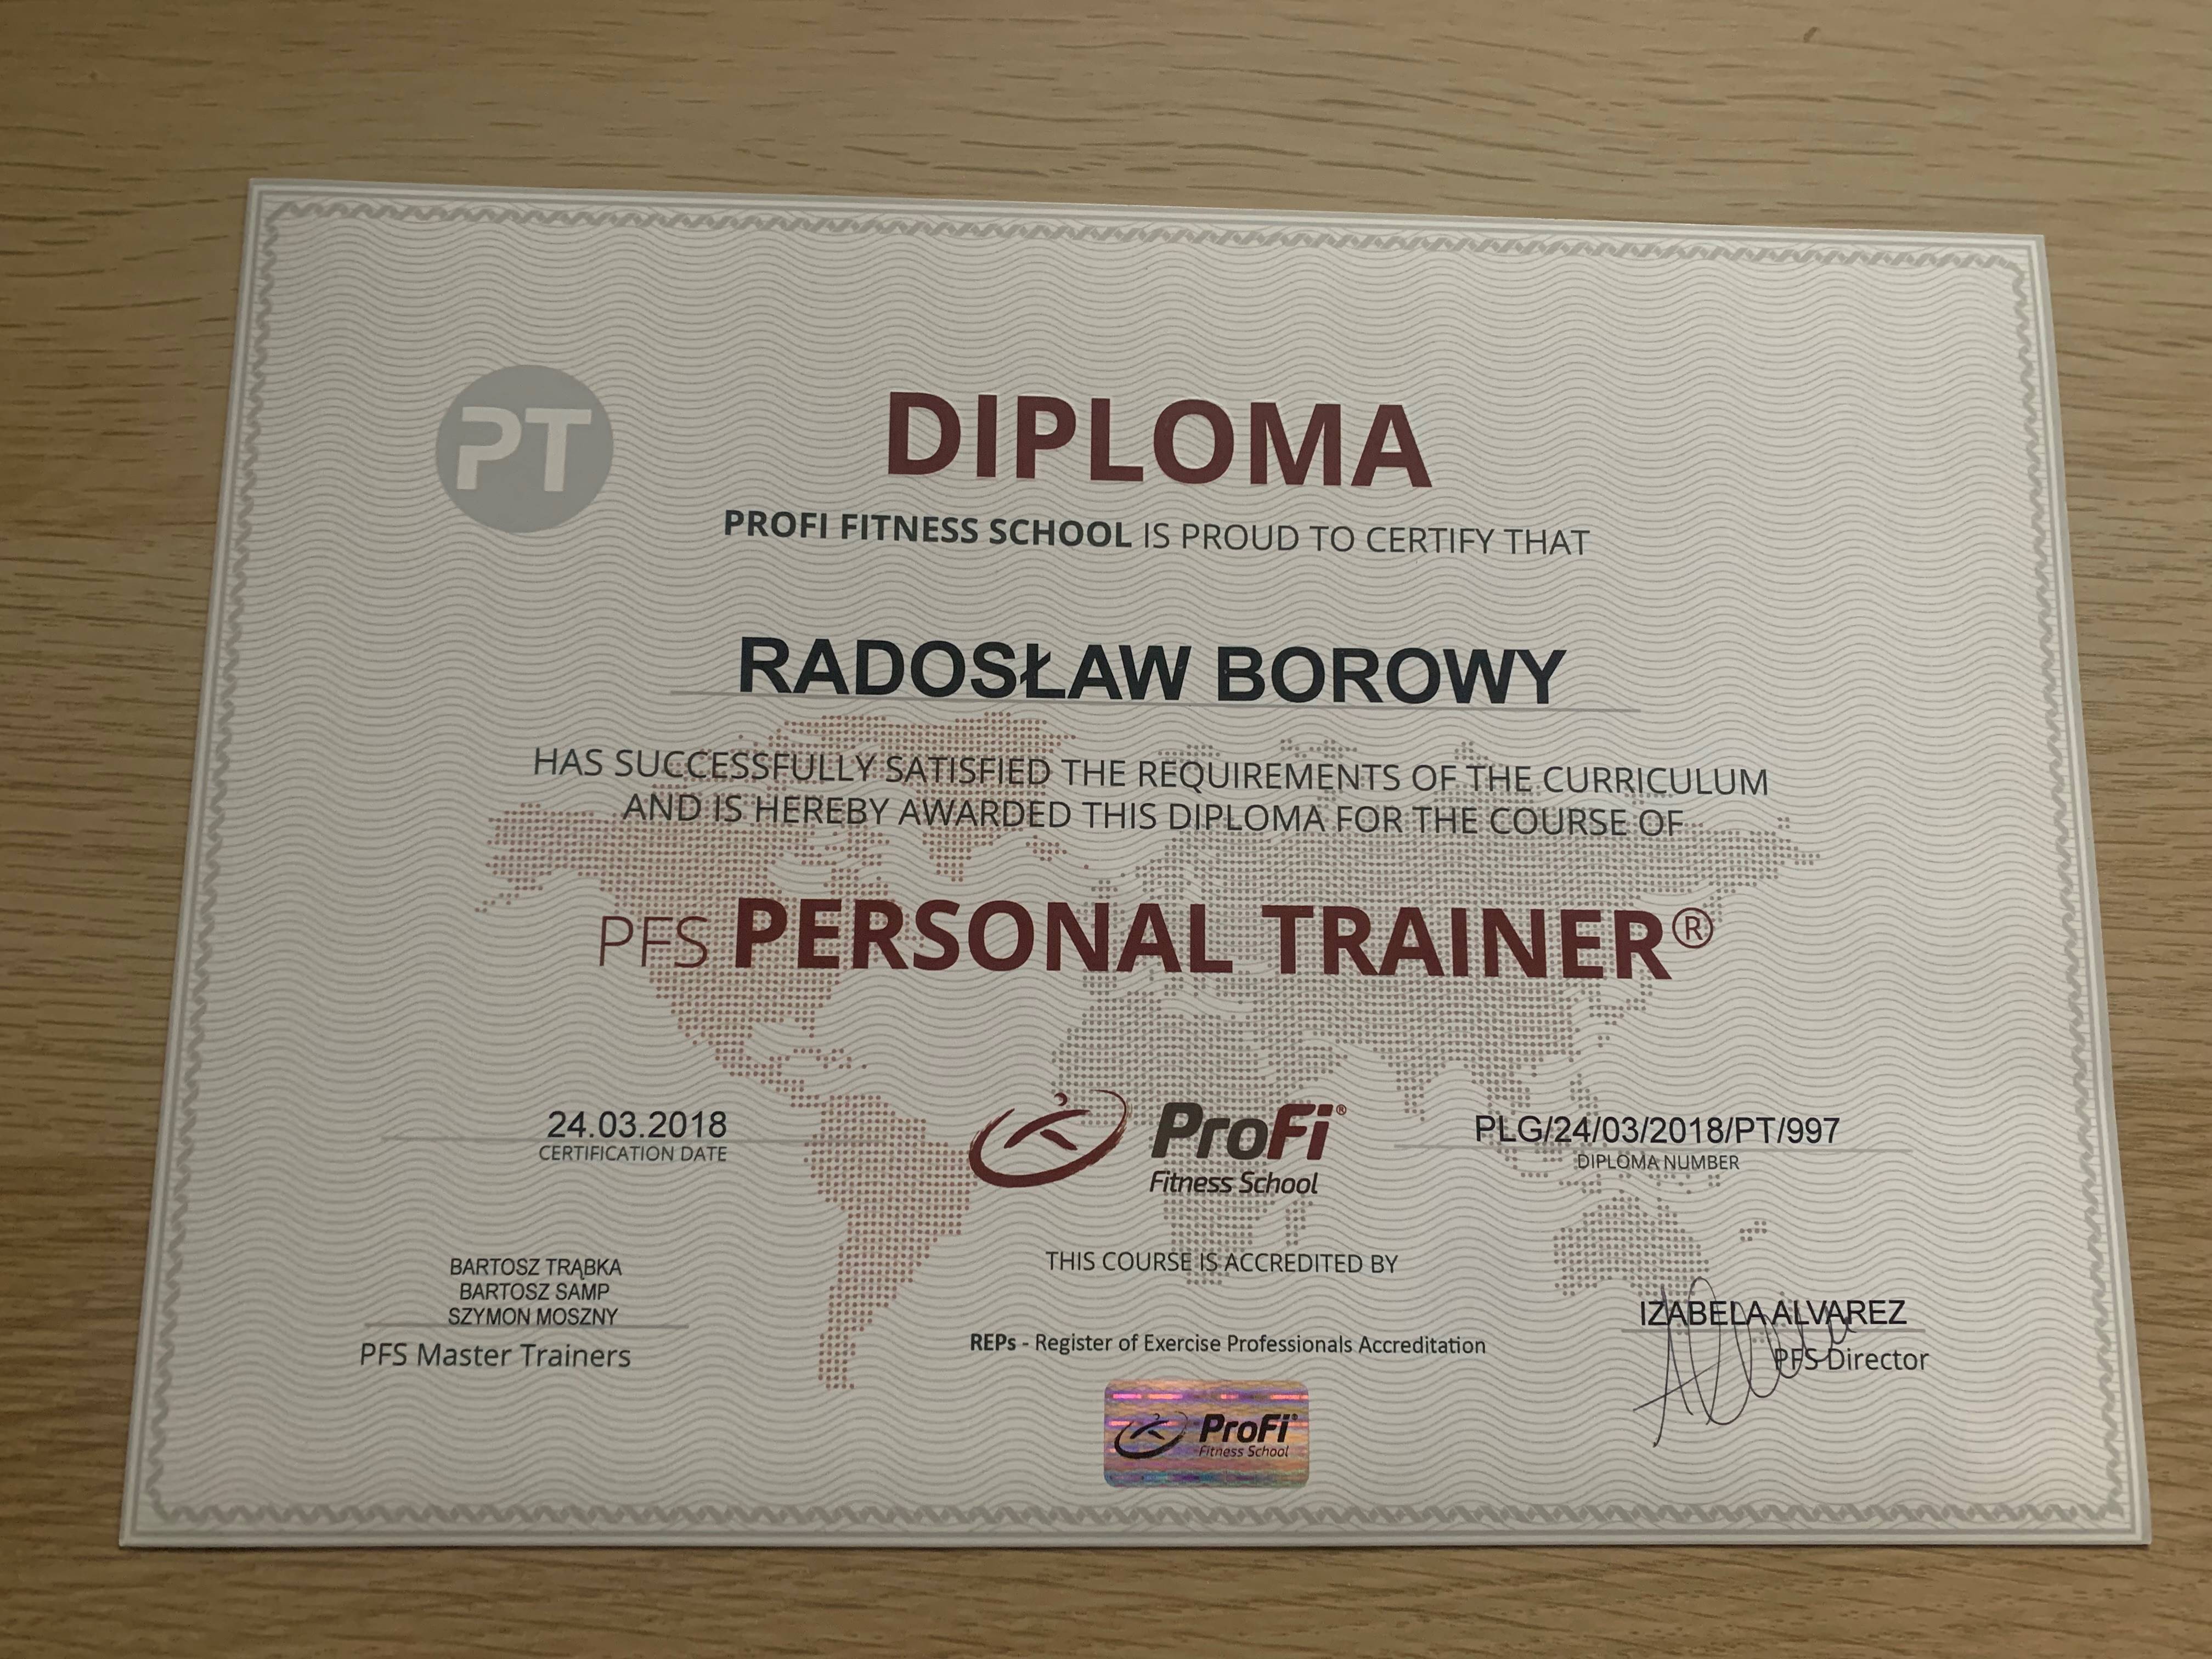 PT
DIPLOMA
PROFI FITNESS SCHOOL IS PROUD TO CERTIFY THAT
RADOSŁAW BOROWY
HAS SUCCESSFULLY SATISFIED THE REQUIREMENTS OF THE CURRICULUM
AND IS HEREBY AWARDED THIS DIPLOMA FOR THE COURSE OF
PFS PERSONAL TRAINER®
24.03.2018
CERTIFICATION DATE
ProFi®
Fitness School
PLG/24/03/2018/PT/997
DIPLOMA NUMBER
BARTOSZ TRĄBKA
BARTOSZ SAMP
SZYMON MOSZNY
PFS Master Trainers
THIS COURSE IS ACCREDITED BY
REPs - Register of Exercise Professionals Accreditation
IZABELA ALVAREZ
PFS Director
ProFi®
Fitness School